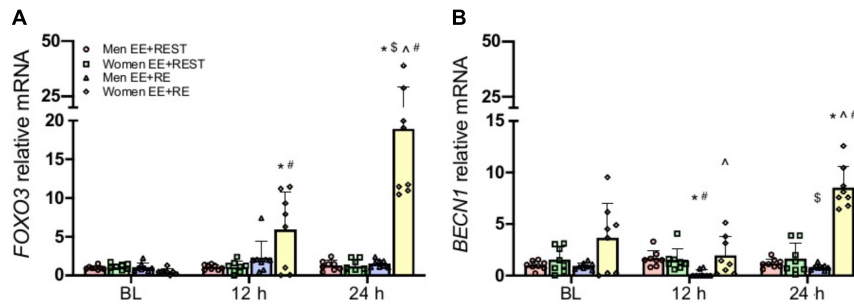 A
FOXO3 relative mRNA
50
25
20
15
10
5
0
Men EE+REST
Women EE+REST
Men EE+RE
Women EE+RE
* #
* $ ^ #
BL
12 h
24 h
B
BECN1 relative mRNA
50
25
15
10
5
0
* #
^
$
* ^ #
BL
12 h
24 h